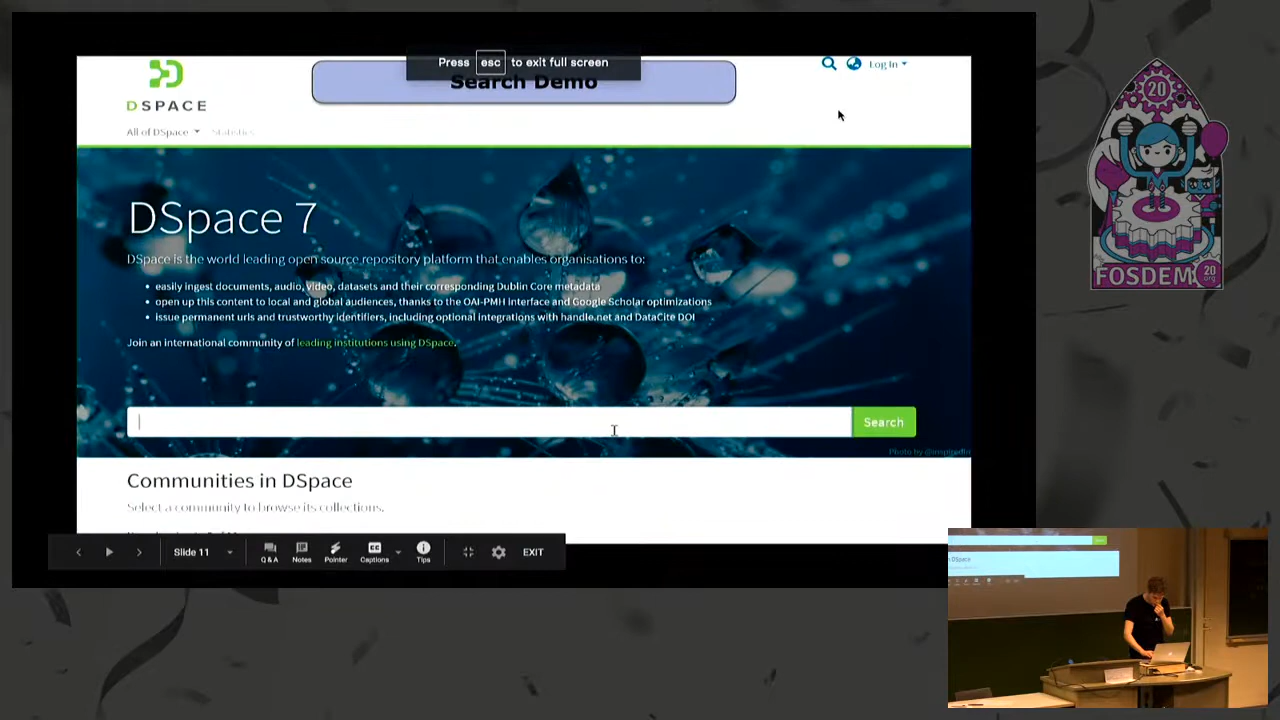 Press esc to exit full screen
Search Demo
Log In
DSPACE
All of DSpace
Statistics
DSpace 7
DSpace is the world leading open source repository platform that enables organisations to:
easily ingest documents, audio, video, datasets and their corresponding Dublin Core metadata
open up this content to local and global audiences, thanks to the OAI-PMH Interface and Google Scholar optimizations
issue permanent urls and trustworthy identifiers, including optional integrations with handle.net and DataCite DOI
Join an international community of leading institutions using DSpace.
Search
Photo by @inspiredim
Communities in DSpace
Select a community to browse its collections.
Slide 11
Q & A
Notes
Pointer
CC
Captions
Tips
EXIT
20
FOSDEM
20
.org